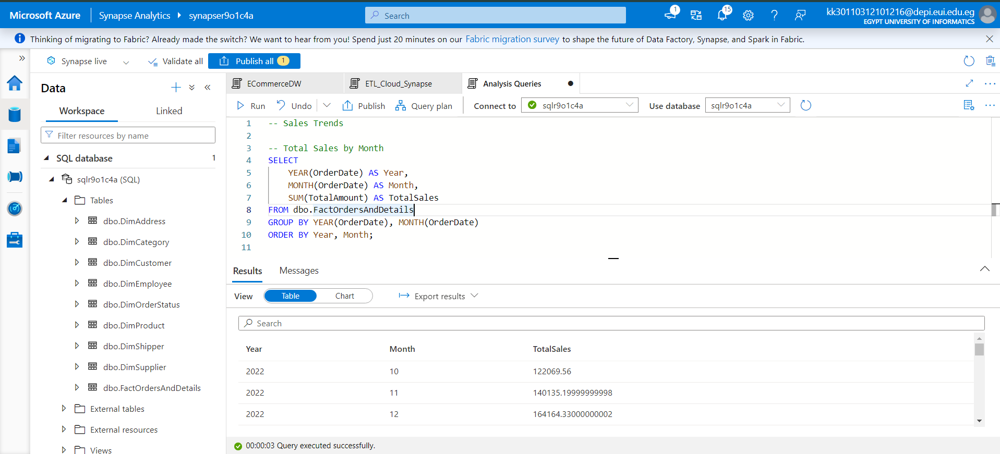 Microsoft Azure
Synapse Analytics
synapser9o1c4a
Search
1
15
kk30110312101216@depi.eui.edu.eg
EGYPT UNIVERSITY OF INFORMATICS
Thinking of migrating to Fabric? Already made the switch? We want to hear from you! Spend just 20 minutes on our Fabric migration survey to shape the future of Data Factory, Synapse, and Spark in Fabric.
Synapse live
Validate all
Publish all 1
Data
Workspace
Linked
Filter resources by name
SQL database 1
sqlr9o1c4a (SQL)
Tables
dbo.DimAddress
dbo.DimCategory
dbo.DimCustomer
dbo.DimEmployee
dbo.DimOrderStatus
dbo.DimProduct
dbo.DimShipper
dbo.DimSupplier
dbo.FactOrdersAndDetails
External tables
External resources
Views
ECommerceDW
ETL_Cloud_Synapse
Analysis Queries
Run
Undo
Publish
Query plan
Connect to
sqlr9o1c4a
Use database
sqlr9o1c4a
1 -- Sales Trends
2
3 -- Total Sales by Month
4 SELECT
5 YEAR(OrderDate) AS Year,
6 MONTH(OrderDate) AS Month,
7 SUM(TotalAmount) AS TotalSales
8 FROM dbo.FactOrdersAndDetails
9 GROUP BY YEAR(OrderDate), MONTH(OrderDate)
10 ORDER BY Year, Month;
11
Results
Messages
View
Table
Chart
Export results
Search
Year Month TotalSales
2022 10 122069.56
2022 11 140135.19999999998
2022 12 164164.33000000002
00:00:03 Query executed successfully.